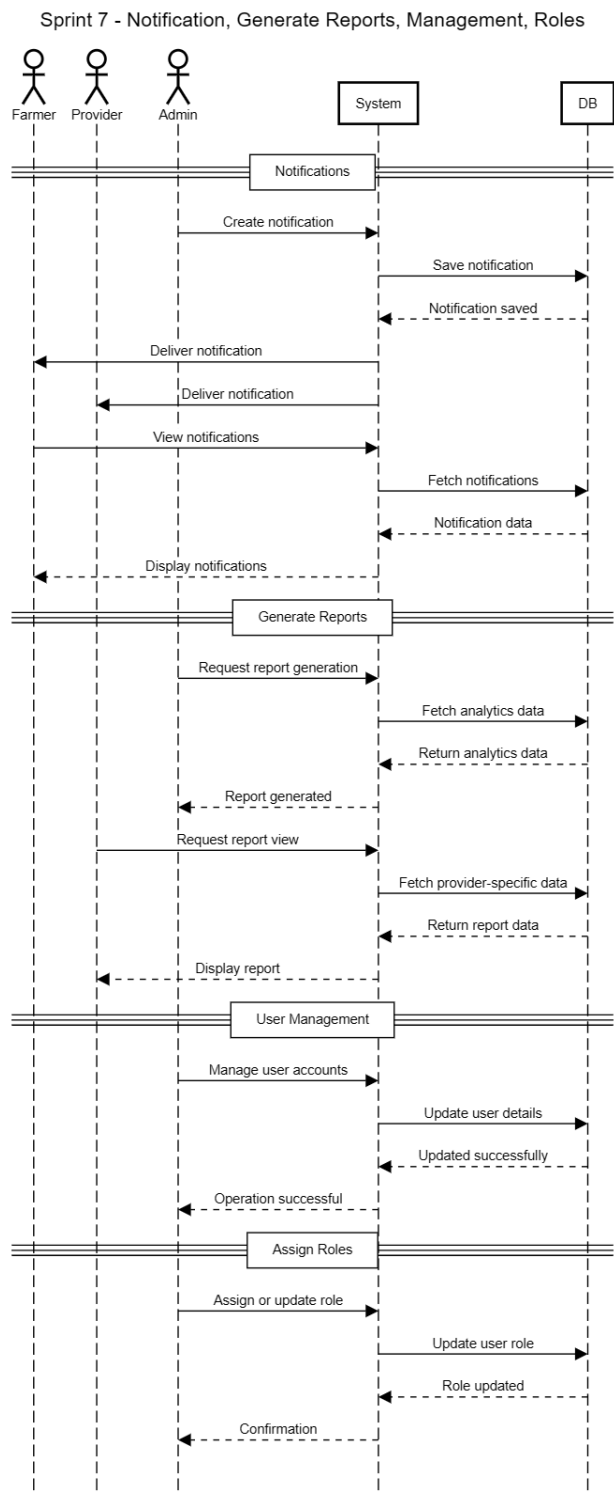 Sprint 7 - Notification, Generate Reports, Management, Roles
Farmer Provider Admin System DB
Notifications
Create notification
Save notification
Notification saved
Deliver notification
Deliver notification
View notifications
Fetch notifications
Notification data
Display notifications
Generate Reports
Request report generation
Fetch analytics data
Return analytics data
Report generated
Request report view
Fetch provider-specific data
Return report data
Display report
User Management
Manage user accounts
Update user details
Updated successfully
Operation successful
Assign Roles
Assign or update role
Update user role
Role updated
Confirmation